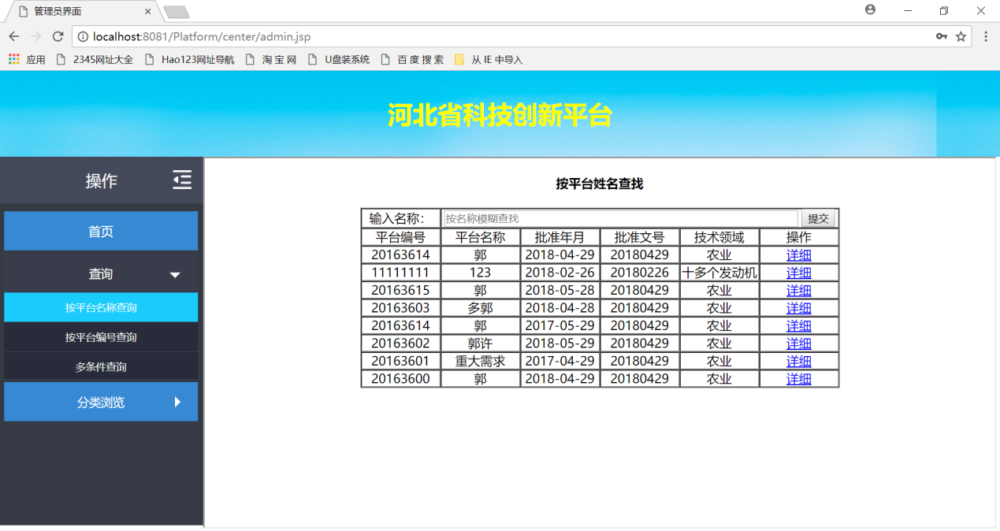 管理员界面
localhost:8081/Platform/center/admin.jsp
应用 2345网址大全 Hao123网址导航 淘 宝 网 U盘装系统 百 度 搜 索 从 IE 中导入
河北省科技创新平台
操作
首页
查询
按平台名称查询
按平台编号查询
多条件查询
分类浏览
按平台姓名查找
输入名称: 按名称模糊查找 提交
平台编号 平台名称 批准年月 批准文号 技术领域 操作
20163614 郭 2018-04-29 20180429 农业 详细
11111111 123 2018-02-26 20180226 十多个发动机 详细
20163615 郭 2018-05-28 20180429 农业 详细
20163603 多郭 2018-04-28 20180429 农业 详细
20163614 郭 2017-05-29 20180429 农业 详细
20163602 郭许 2018-05-29 20180429 农业 详细
20163601 重大需求 2017-04-29 20180429 农业 详细
20163600 郭 2018-04-29 20180429 农业 详细